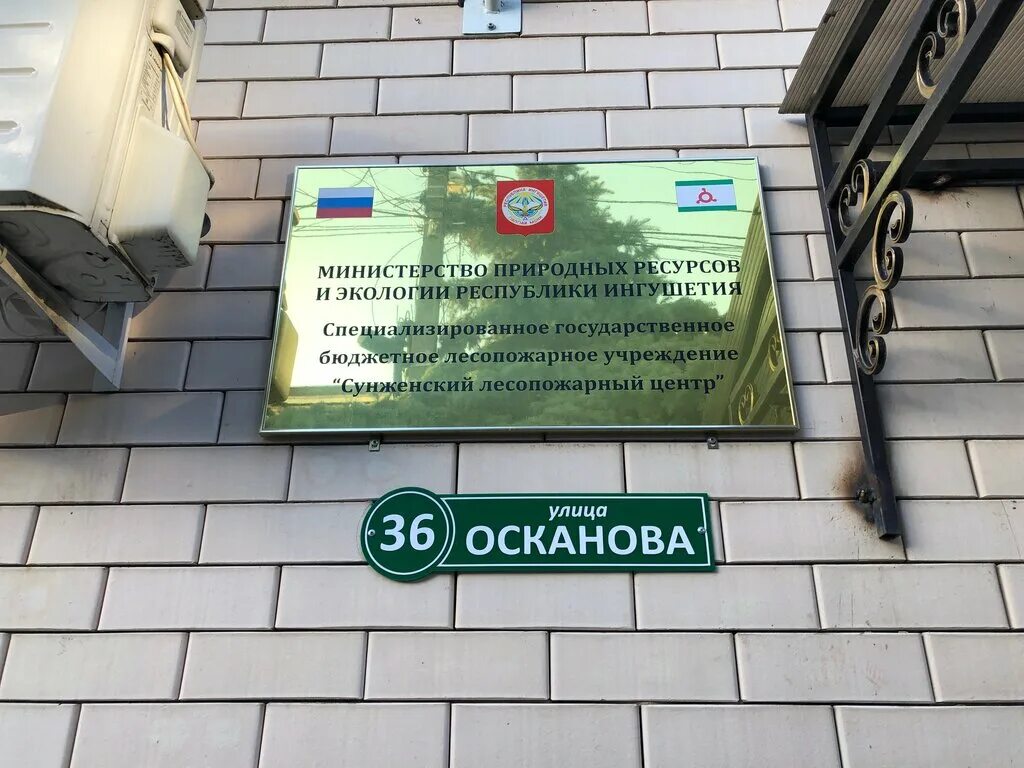 МИНИСТЕРСТВО ПРИРОДНЫХ РЕСУРСОВ
И ЭКОЛОГИИ РЕСПУБЛИКИ ИНГУШЕТИЯ
Специализированное государственное
бюджетное лесопожарное учреждение
"Сунженский лесопожарный центр"
36
улица
ОСКАНОВА